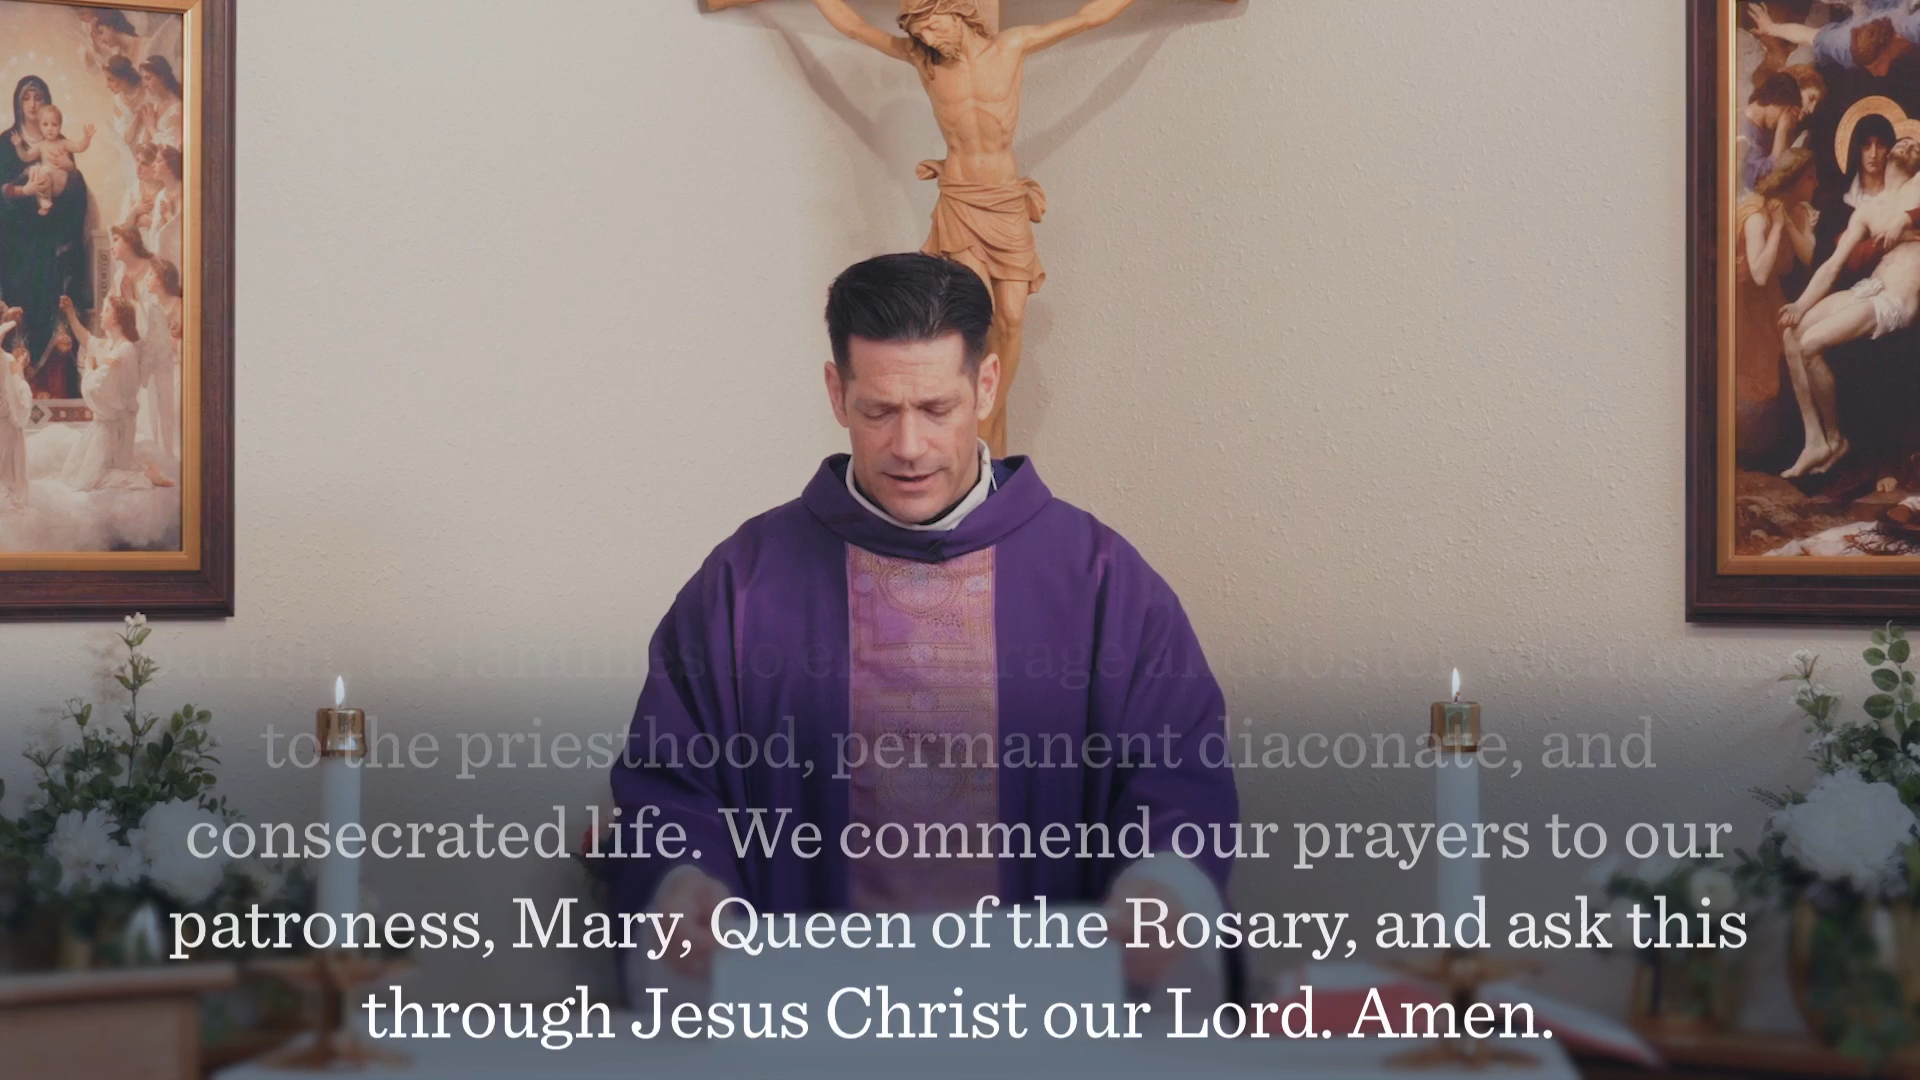 to the priesthood, permanent diaconate, and
consecrated life. We commend our prayers to our
patroness, Mary, Queen of the Rosary, and ask this
through Jesus Christ our Lord. Amen.